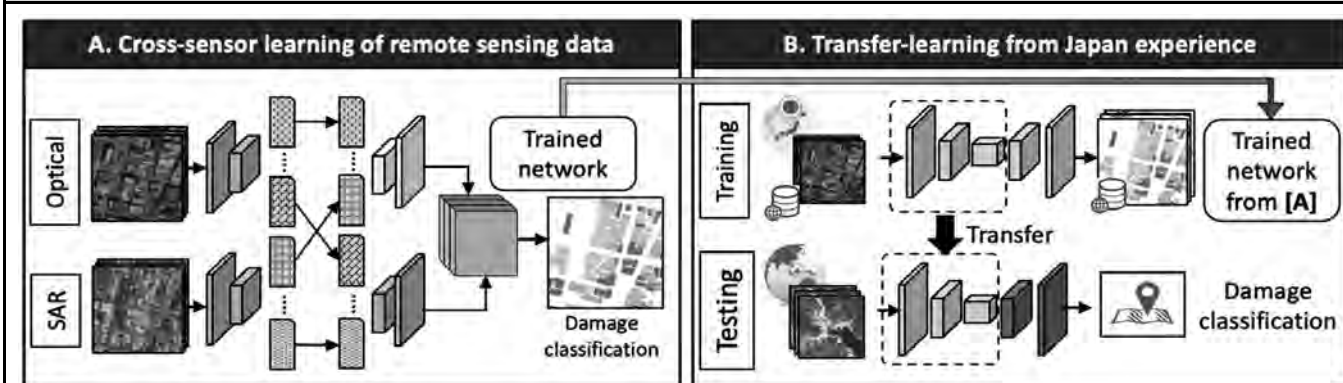 A. Cross-sensor learning of remote sensing data
Optical
SAR
Trained
network
Damage
classification
B. Transfer-learning from Japan experience
Training
Trained
network
from [A]
Transfer
Testing
Damage
classification